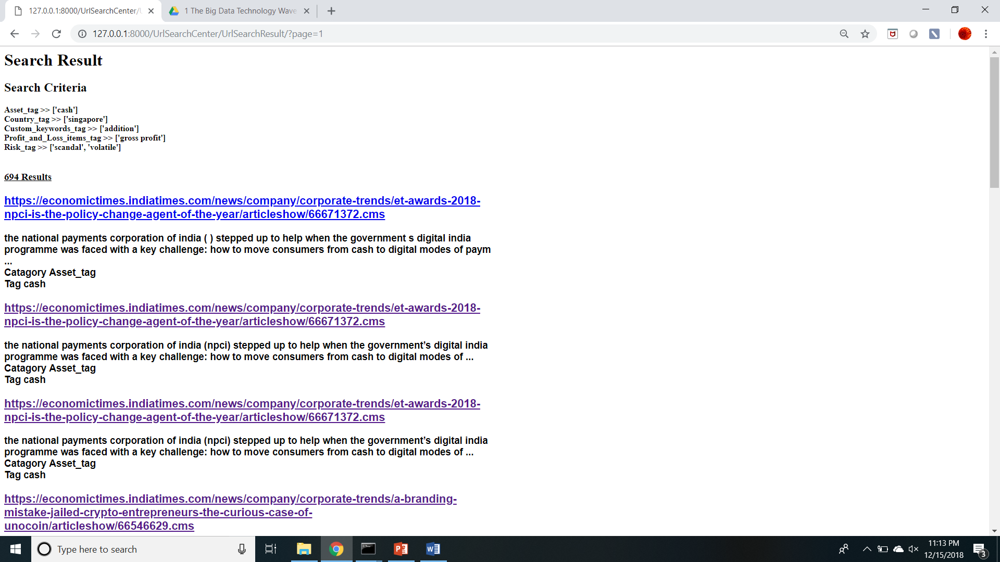 127.0.0.1:8000/UrlSearchCenter/
1 The Big Data Technology Wave
127.0.0.1:8000/UrlSearchCenter/UrlSearchResult/?page=1
Search Result
Search Criteria
Asset_tag >> ['cash']
Country_tag >> ['singapore']
Custom_keywords_tag >> ['addition']
Profit_and_Loss_items_tag >> ['gross profit']
Risk_tag >> ['scandal', 'volatile']
694 Results
https://economictimes.indiatimes.com/news/company/corporate-trends/et-awards-2018-
npci-is-the-policy-change-agent-of-the-year/articleshow/66671372.cms
the national payments corporation of india ( ) stepped up to help when the government s digital india
programme was faced with a key challenge: how to move consumers from cash to digital modes of paym
...
Catagory Asset_tag
Tag cash
https://economictimes.indiatimes.com/news/company/corporate-trends/et-awards-2018-
npci-is-the-policy-change-agent-of-the-year/articleshow/66671372.cms
the national payments corporation of india (npci) stepped up to help when the government’s digital india
programme was faced with a key challenge: how to move consumers from cash to digital modes of ...
Catagory Asset_tag
Tag cash
https://economictimes.indiatimes.com/news/company/corporate-trends/et-awards-2018-
npci-is-the-policy-change-agent-of-the-year/articleshow/66671372.cms
the national payments corporation of india (npci) stepped up to help when the government’s digital india
programme was faced with a key challenge: how to move consumers from cash to digital modes of ...
Catagory Asset_tag
Tag cash
https://economictimes.indiatimes.com/news/company/corporate-trends/a-branding-
mistake-jailed-crypto-entrepreneurs-the-curious-case-of-
unocoin/articleshow/66546629.cms
Type here to search
11:13 PM
12/15/2018
3